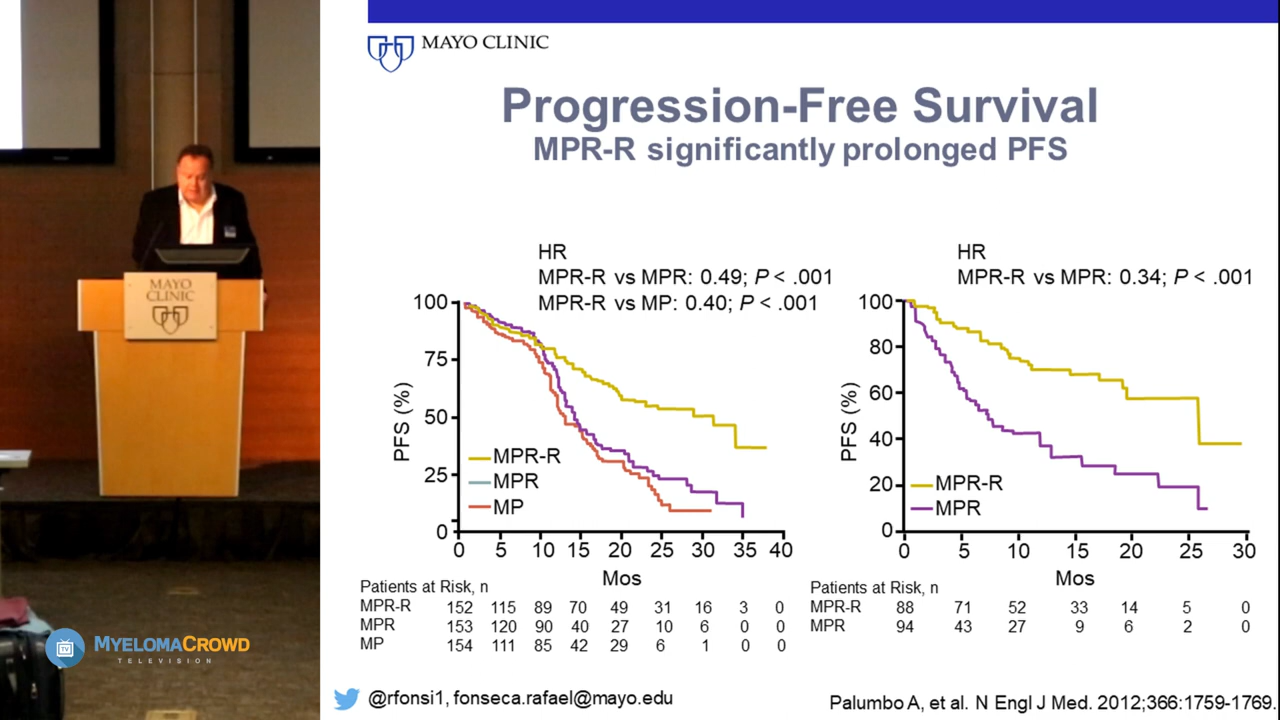 MAYO CLINIC
Progression-Free Survival
MPR-R significantly prolonged PFS
HR
MPR-R vs MPR: 0.49; P < .001
MPR-R vs MP: 0.40; P < .001
100
75
50
25
0
PFS (%)
MPR-R
MPR
MP
0 5 10 15 20 25 30 35 40
Mos
Patients at Risk, n
MPR-R 152 115 89 70 49 31 16 3 0
MPR 153 120 90 40 27 10 6 0 0
MP 154 111 85 42 29 6 1 0 0
HR
MPR-R vs MPR: 0.34; P < .001
100
80
60
40
20
0
PFS (%)
MPR-R
MPR
0 5 10 15 20 25 30
Mos
Patients at Risk, n
MPR-R 88 71 52 33 14 5 0
MPR 94 43 27 9 6 2 0
@rfonsi1, fonseca.rafael@mayo.edu
Palumbo A, et al. N Engl J Med. 2012;366:1759-1769.
MAYO
CLINIC
TV
MYELOMACROWD
TELEVISION